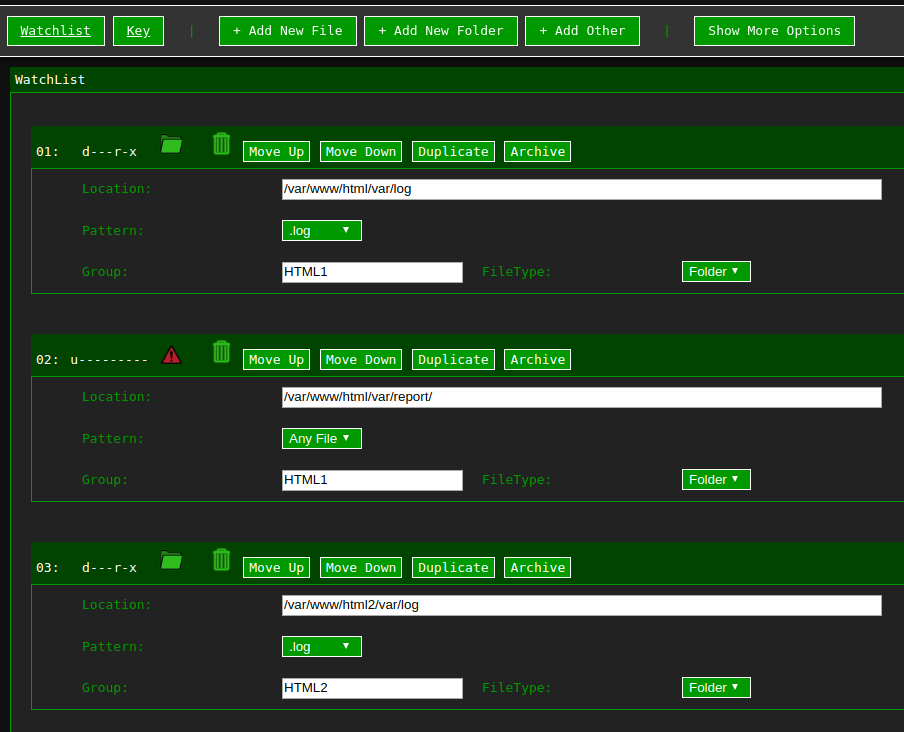 Watchlist Key | + Add New File + Add New Folder + Add Other | Show More Options
WatchList
01: d---r-x Move Up Move Down Duplicate Archive
Location: /var/www/html/var/log
Pattern: .log ▼
Group: HTML1 FileType: Folder ▼
02: u--------- Move Up Move Down Duplicate Archive
Location: /var/www/html/var/report/
Pattern: Any File ▼
Group: HTML1 FileType: Folder ▼
03: d---r-x Move Up Move Down Duplicate Archive
Location: /var/www/html2/var/log
Pattern: .log ▼
Group: HTML2 FileType: Folder ▼